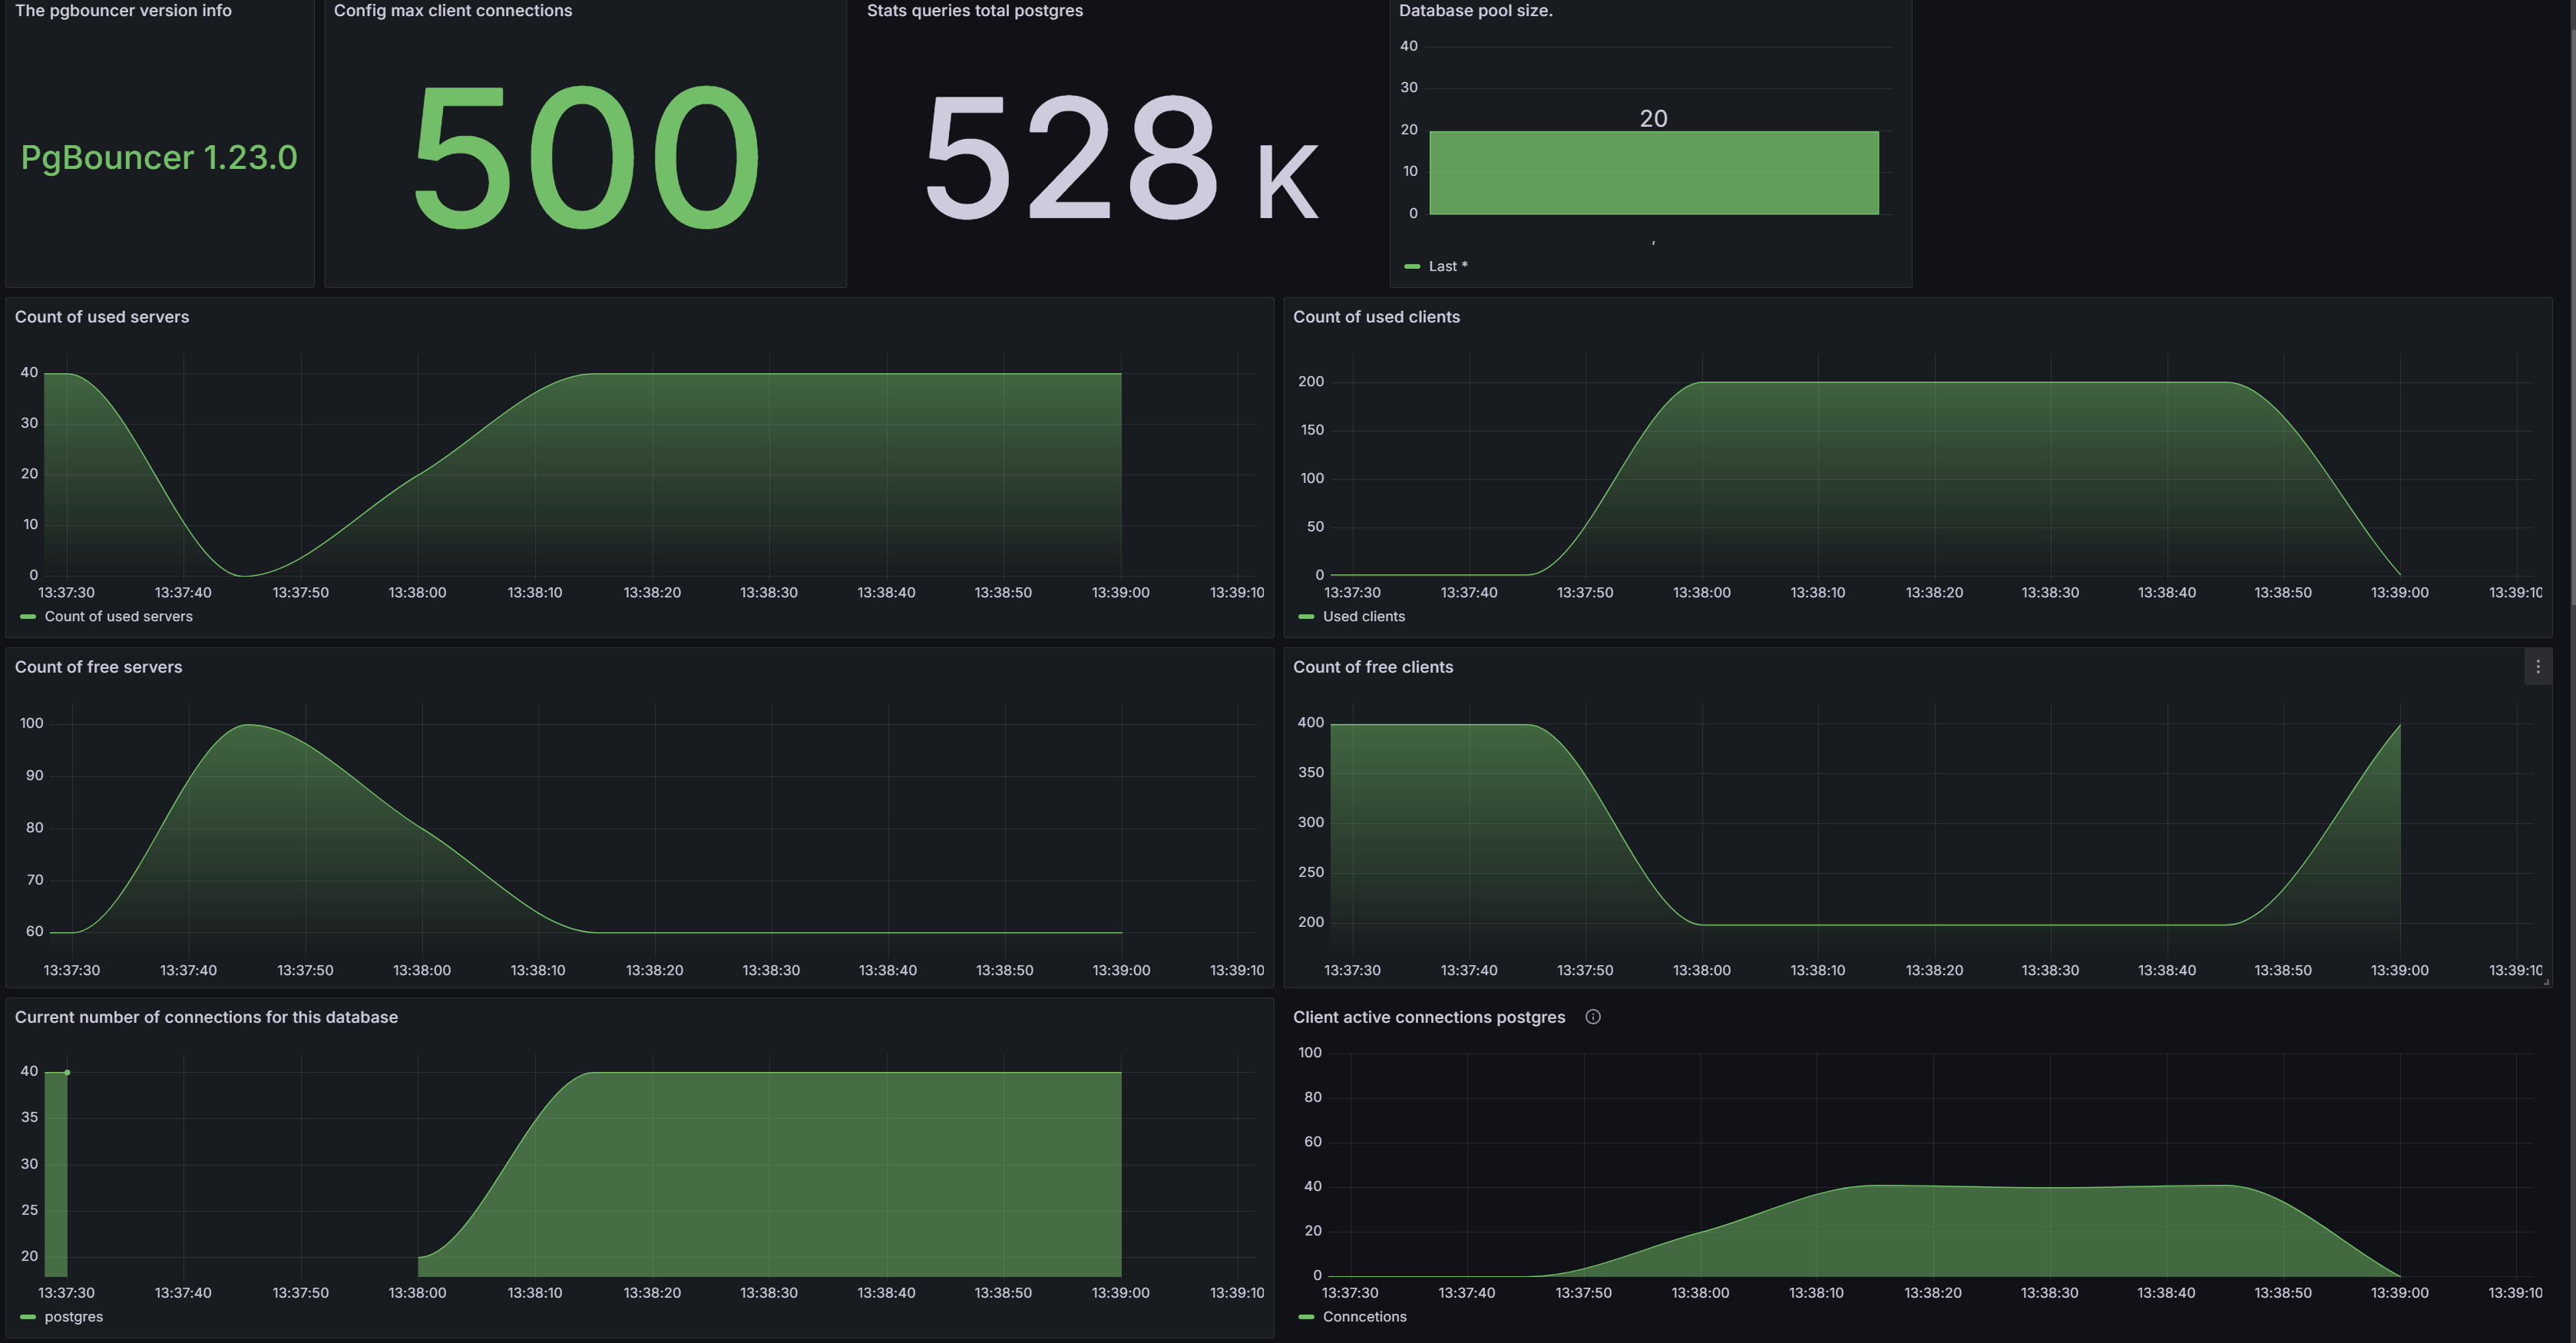 The pgbouncer version info
PgBouncer 1.23.0
Config max client connections
500
Stats queries total postgres
528 K
Database pool size.
40
30
20
10
0
20
,
Last *
Count of used servers
40
30
20
10
0
13:37:30 13:37:40 13:37:50 13:38:00 13:38:10 13:38:20 13:38:30 13:38:40 13:38:50 13:39:00 13:39:10
Count of used servers
Count of used clients
200
150
100
50
0
13:37:30 13:37:40 13:37:50 13:38:00 13:38:10 13:38:20 13:38:30 13:38:40 13:38:50 13:39:00 13:39:10
Used clients
Count of free servers
100
90
80
70
60
13:37:30 13:37:40 13:37:50 13:38:00 13:38:10 13:38:20 13:38:30 13:38:40 13:38:50 13:39:00 13:39:10
Count of free clients
400
350
300
250
200
13:37:30 13:37:40 13:37:50 13:38:00 13:38:10 13:38:20 13:38:30 13:38:40 13:38:50 13:39:00 13:39:10
Current number of connections for this database
40
35
30
25
20
13:37:30 13:37:40 13:37:50 13:38:00 13:38:10 13:38:20 13:38:30 13:38:40 13:38:50 13:39:00 13:39:10
postgres
Client active connections postgres
100
80
60
40
20
0
13:37:30 13:37:40 13:37:50 13:38:00 13:38:10 13:38:20 13:38:30 13:38:40 13:38:50 13:39:00 13:39:10
Conncetions